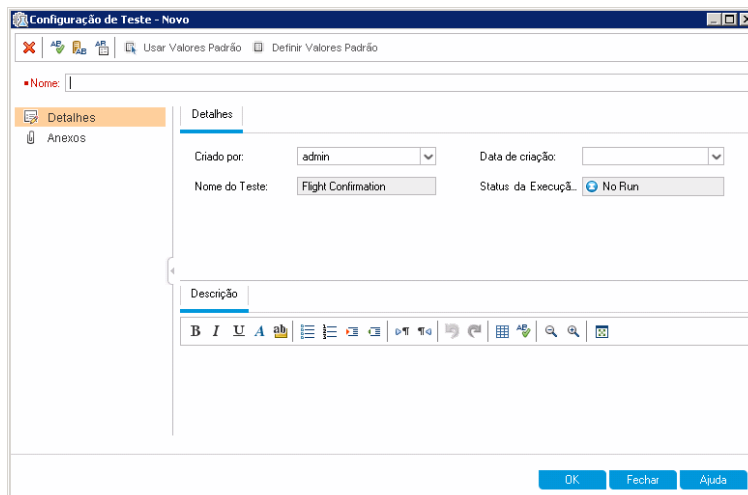 Configuração de Teste - Novo
Usar Valores Padrão Definir Valores Padrão
Nome:
Detalhes
Anexos
Detalhes
Criado por: admin Data de criação:
Nome do Teste: Flight Confirmation Status da Execuçã... No Run
Descrição
B I U A ab
OK Fechar Ajuda